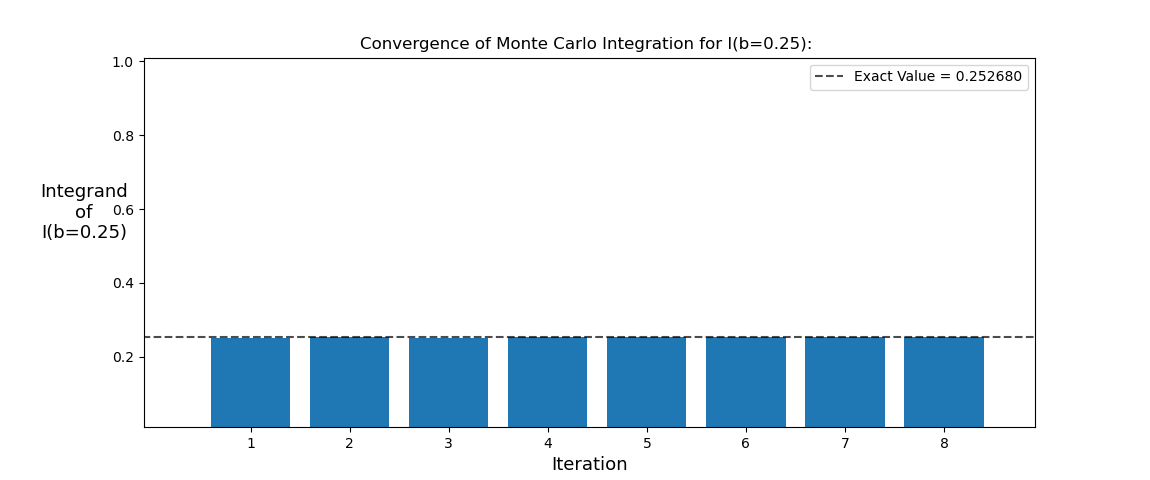 Convergence of Monte Carlo Integration for I(b=0.25):
Exact Value = 0.252680
Integrand
of
I(b=0.25)
1.0
0.8
0.6
0.4
0.2
1 2 3 4 5 6 7 8
Iteration